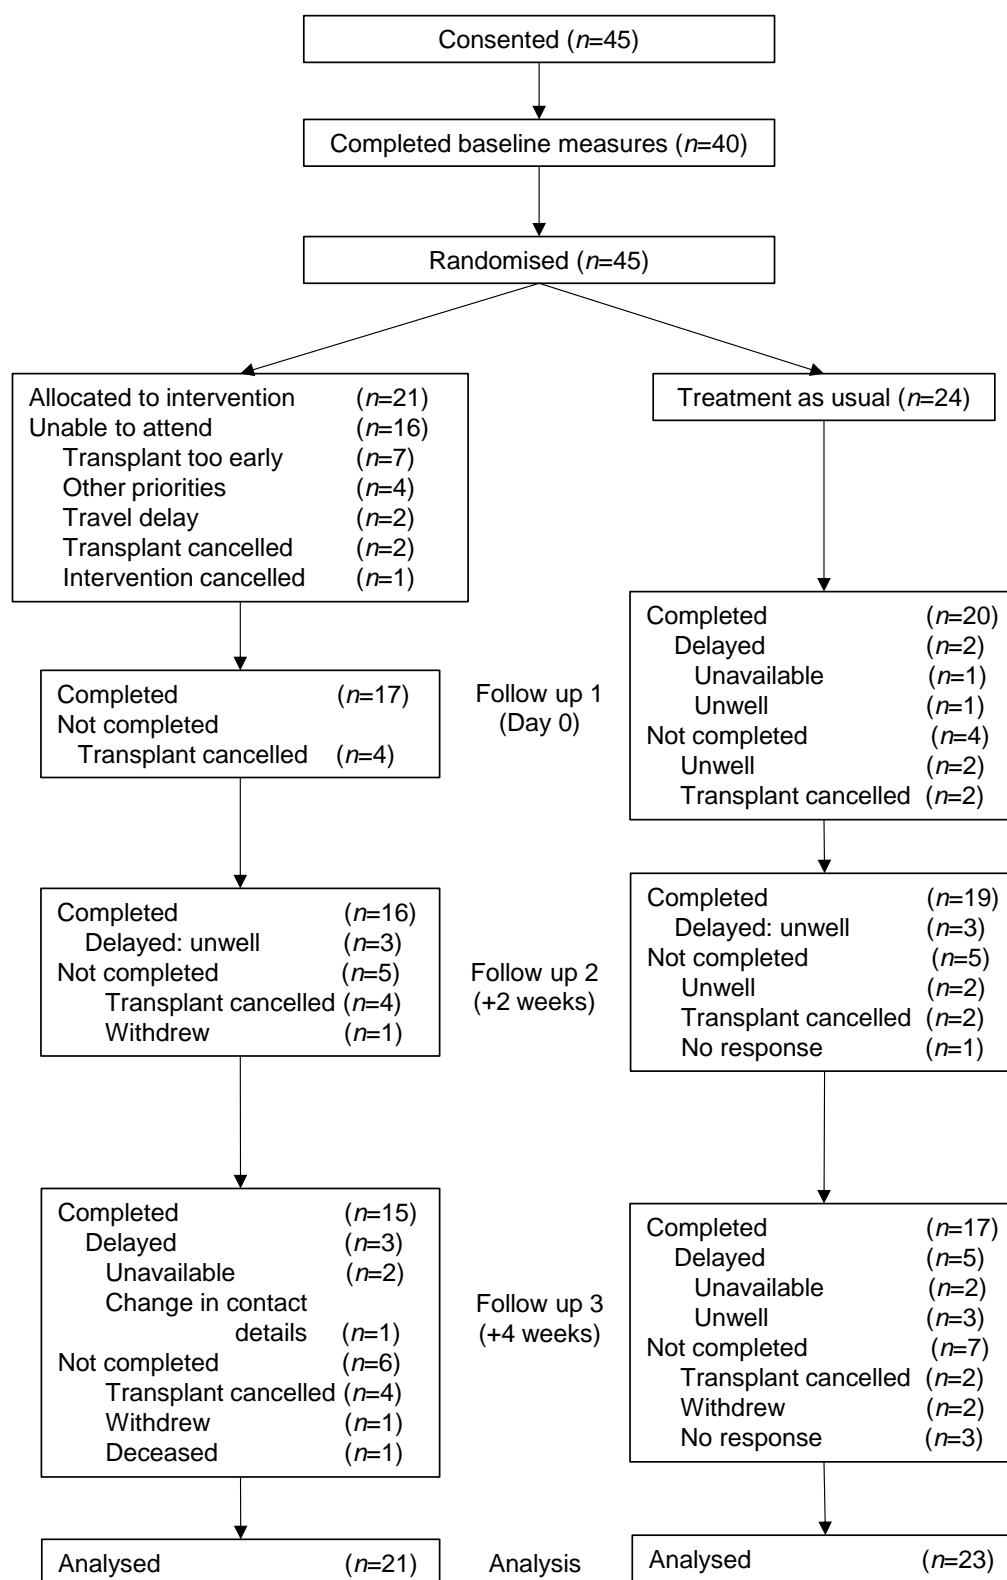 Consented (n=45)
Completed baseline measures (n=40)
Randomised (n=45)
Allocated to intervention (n=21)
Unable to attend (n=16)
Transplant too early (n=7)
Other priorities (n=4)
Travel delay (n=2)
Transplant cancelled (n=2)
Intervention cancelled (n=1)
Treatment as usual (n=24)
Follow up 1
(Day 0)
Completed (n=17)
Not completed
Transplant cancelled (n=4)
Completed (n=20)
Delayed (n=2)
Unavailable (n=1)
Unwell (n=1)
Not completed (n=4)
Unwell (n=2)
Transplant cancelled (n=2)
Follow up 2
(+2 weeks)
Completed (n=16)
Delayed: unwell (n=3)
Not completed (n=5)
Transplant cancelled (n=4)
Withdrew (n=1)
Completed (n=19)
Delayed: unwell (n=3)
Not completed (n=5)
Unwell (n=2)
Transplant cancelled (n=2)
No response (n=1)
Follow up 3
(+4 weeks)
Completed (n=15)
Delayed (n=3)
Unavailable (n=2)
Change in contact
details (n=1)
Not completed (n=6)
Transplant cancelled (n=4)
Withdrew (n=1)
Deceased (n=1)
Completed (n=17)
Delayed (n=5)
Unavailable (n=2)
Unwell (n=3)
Not completed (n=7)
Transplant cancelled (n=2)
Withdrew (n=2)
No response (n=3)
Analysed (n=21)
Analysis
Analysed (n=23)